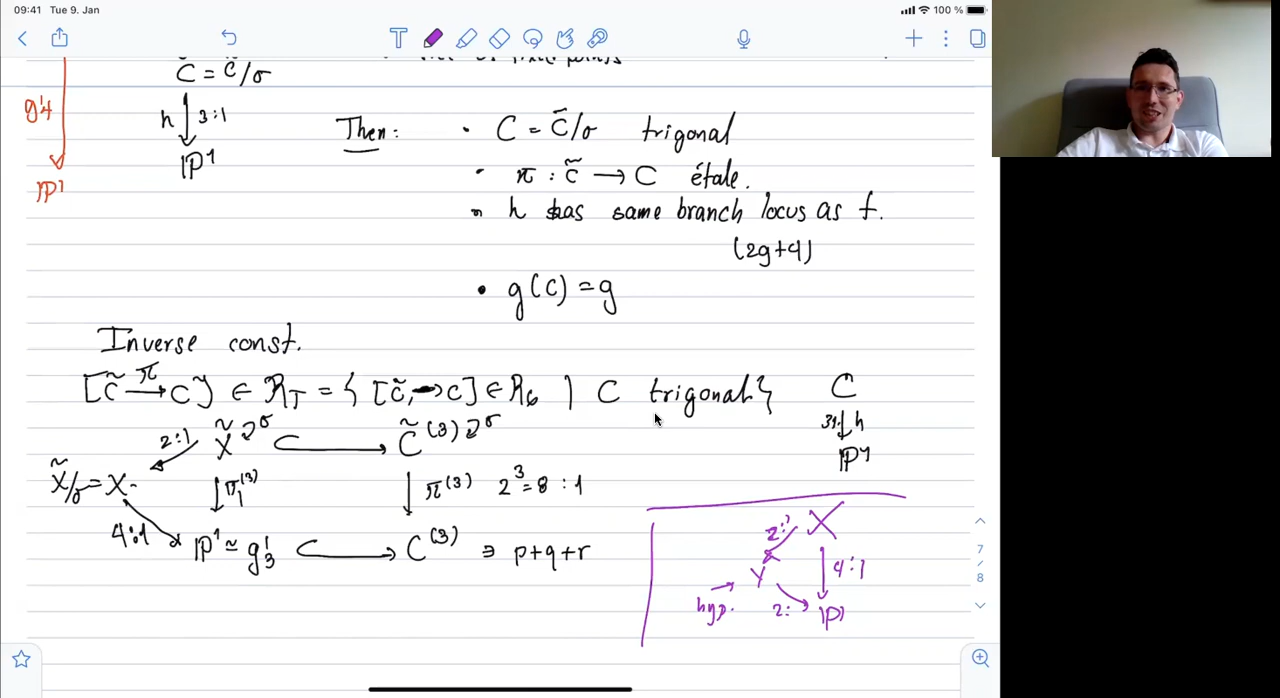 09:41 Tue 9. Jan
100 %
C̃ = C̃/σ
g¹₄
h ↓ 3:1
ℙ¹
ℙ¹
Then: • C = C̃/σ trigonal
• π : C̃ → C étale.
• h has same branch locus as f.
(2g+4)
• g(C) = g
Inverse const.
[C̃ →π C] ∈ R_T = { [C̃ → C] ∈ R_g | C trigonal}
C
3:1 ↓ h
ℙ¹
2:1 X̃ ↻σ ↪ C̃⁽³⁾ ↻σ
X̃/σ = X ↓ π₁⁽³⁾ ↓ π⁽³⁾ 2³=8 : 1
4:1 ℙ¹ ≃ g¹₃ ↪ C⁽³⁾ ∋ p+q+r
X
2:1
Y ↓ 4:1
hyp. → 2: ℙ¹
7
/
8